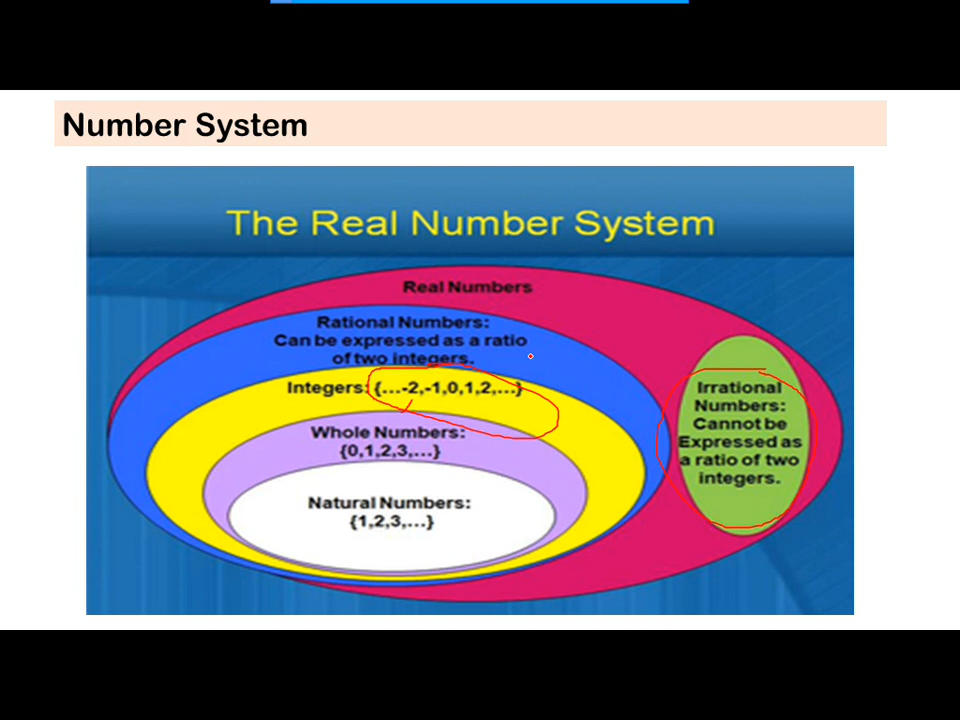 Number System
The Real Number System
Real Numbers
Rational Numbers:
Can be expressed as a ratio
of two integers.
Integers: {...-2,-1,0,1,2,...}
Whole Numbers:
{0,1,2,3,...}
Natural Numbers:
{1,2,3,...}
Irrational
Numbers:
Cannot be
Expressed as
a ratio of two
integers.